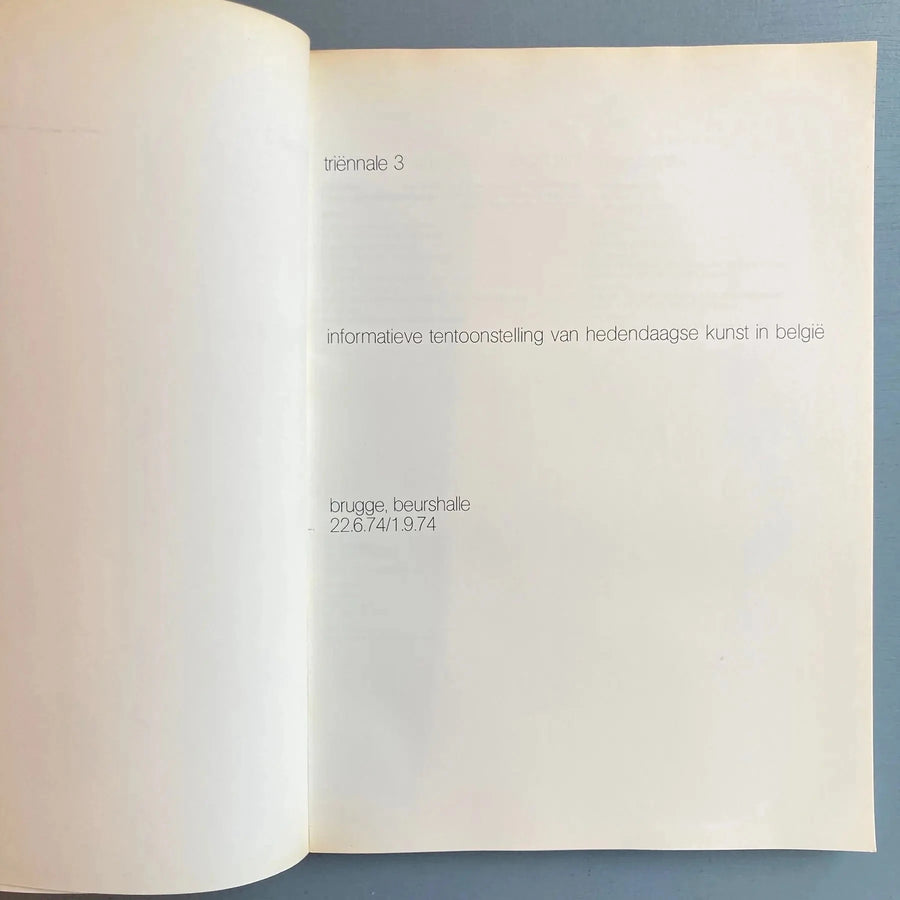 triënnale 3
informatieve tentoonstelling van hedendaagse kunst in belgië
brugge, beurshalle
22.6.74/1.9.74